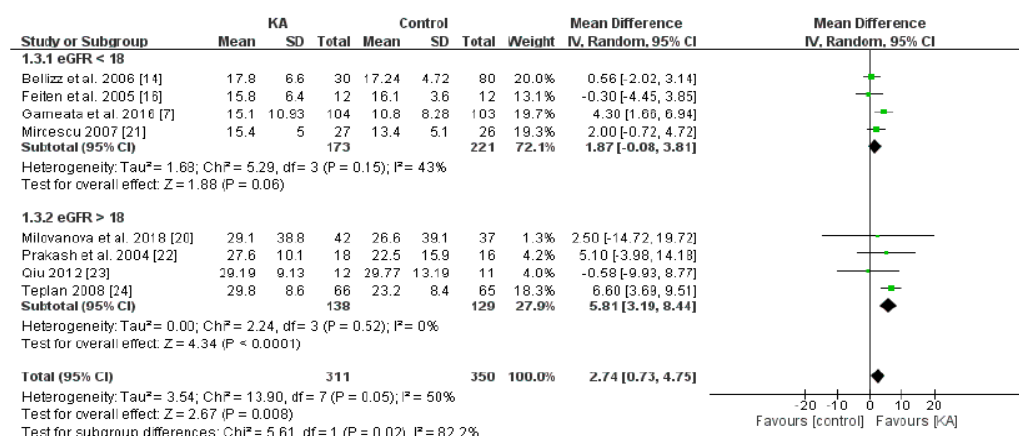 KA Control Mean Difference Mean Difference
Study or Subgroup Mean SD Total Mean SD Total Weight IV, Random, 95% CI IV, Random, 95% CI
1.3.1 eGFR < 18
Bellizz et al. 2006 [14] 17.8 6.6 30 17.24 4.72 80 20.0% 0.56 [-2.02, 3.14]
Feiten et al. 2005 [16] 15.8 6.4 12 16.1 3.6 12 13.1% -0.30 [-4.45, 3.85]
Garneata et al. 2016 [7] 15.1 10.93 104 10.8 8.28 103 19.7% 4.30 [1.66, 6.94]
Mircescu 2007 [21] 15.4 5 27 13.4 5.1 26 19.3% 2.00 [-0.72, 4.72]
Subtotal (95% CI) 173 221 72.1% 1.87 [-0.08, 3.81]
Heterogeneity: Tau² = 1.68; Chi² = 5.29, df = 3 (P = 0.15); I² = 43%
Test for overall effect: Z = 1.88 (P = 0.06)
1.3.2 eGFR > 18
Milovanova et al. 2018 [20] 29.1 38.8 42 26.6 39.1 37 1.3% 2.50 [-14.72, 19.72]
Prakash et al. 2004 [22] 27.6 10.1 18 22.5 15.9 16 4.2% 5.10 [-3.98, 14.18]
Qiu 2012 [23] 29.19 9.13 12 29.77 13.19 11 4.0% -0.58 [-9.93, 8.77]
Teplan 2008 [24] 29.8 8.6 66 23.2 8.4 65 18.3% 6.60 [3.69, 9.51]
Subtotal (95% CI) 138 129 27.9% 5.81 [3.19, 8.44]
Heterogeneity: Tau² = 0.00; Chi² = 2.24, df = 3 (P = 0.52); I² = 0%
Test for overall effect: Z = 4.34 (P < 0.0001)
Total (95% CI) 311 350 100.0% 2.74 [0.73, 4.75]
Heterogeneity: Tau² = 3.54; Chi² = 13.90, df = 7 (P = 0.05); I² = 50%
Test for overall effect: Z = 2.67 (P = 0.008)
Test for subgroup differences: Chi² = 5.61, df = 1 (P = 0.02), I² = 82.2%
-20 -10 0 10 20
Favours [control] Favours [KA]